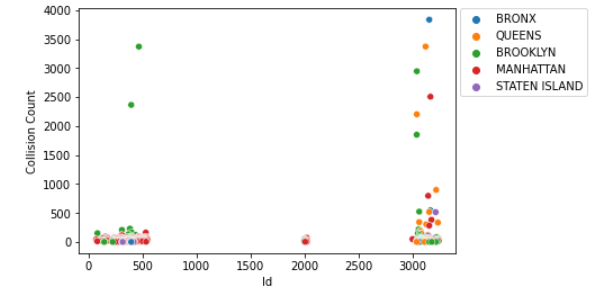 4000
3500
3000
2500
2000
1500
1000
500
0
Collision Count
0
500
1000
1500
2000
2500
3000
Id
BRONX
QUEENS
BROOKLYN
MANHATTAN
STATEN ISLAND